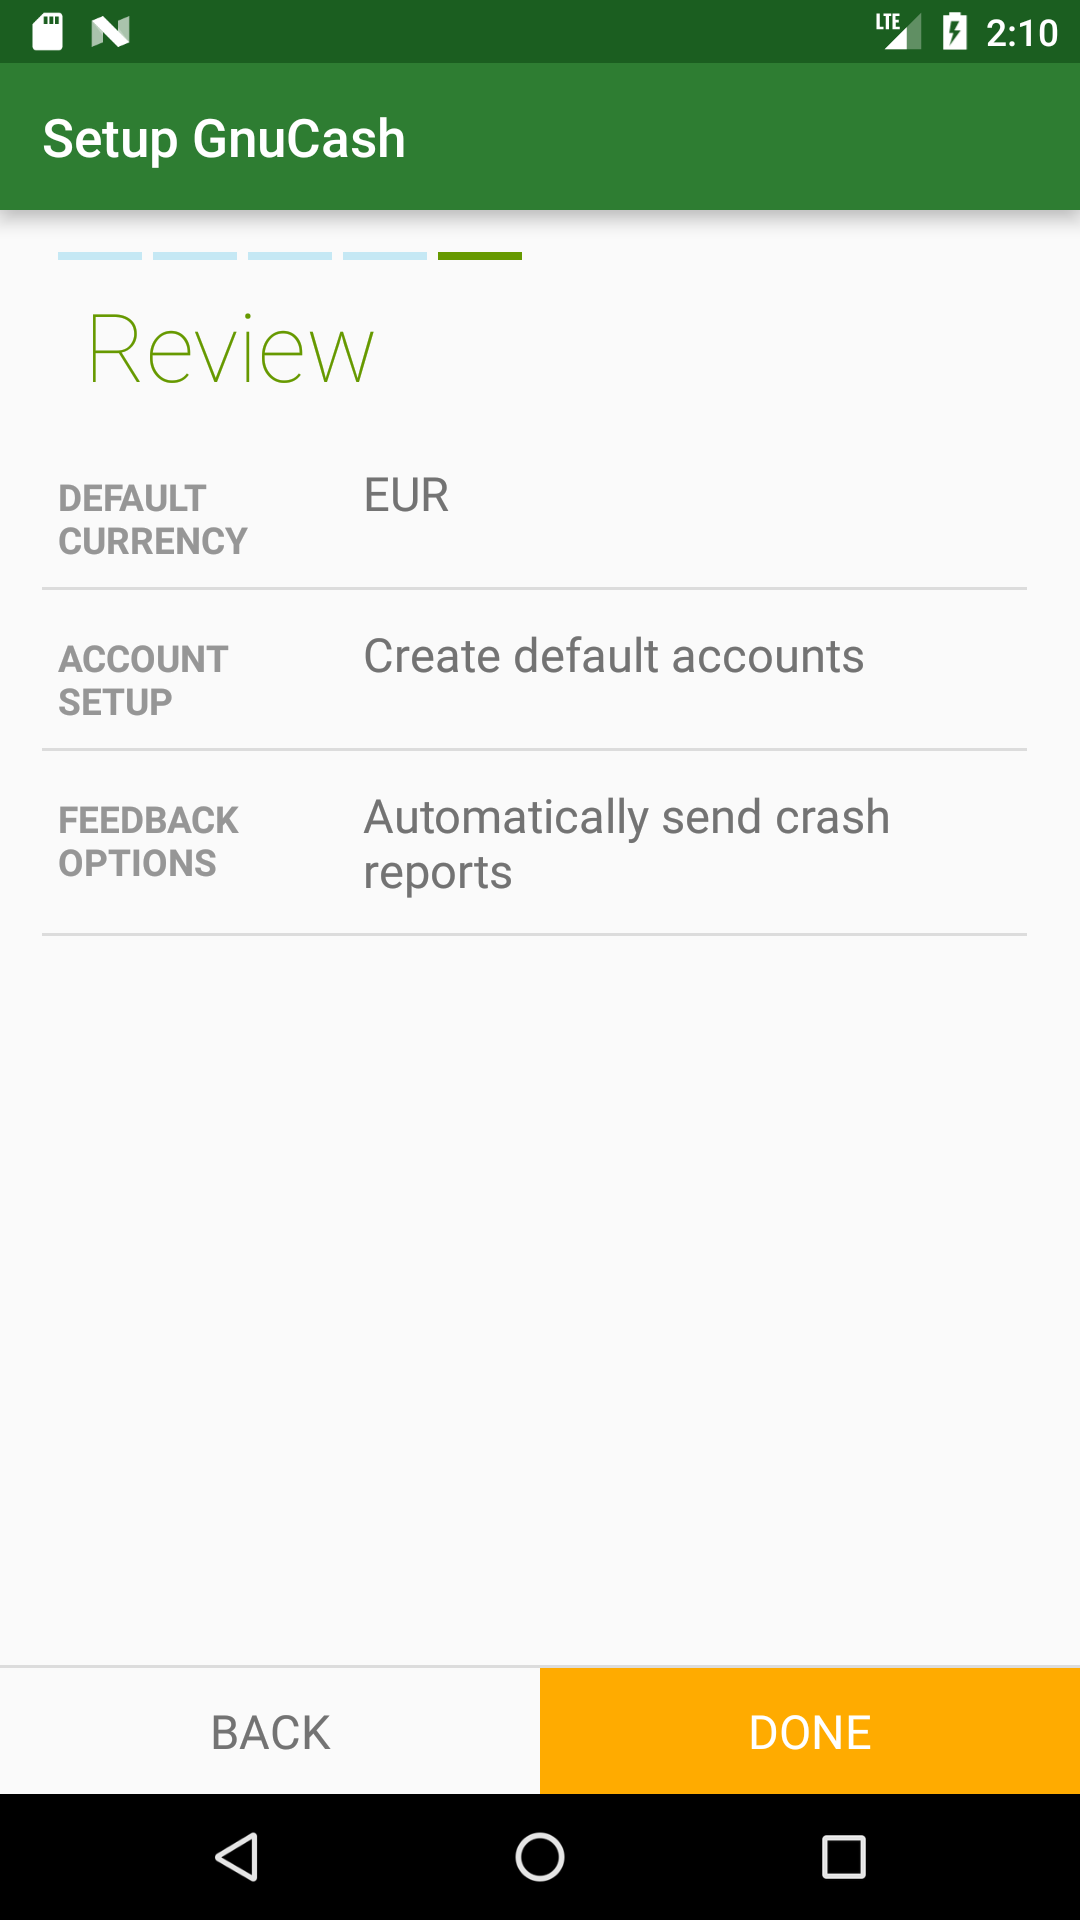 LTE 2:10
Setup GnuCash
Review
DEFAULT
CURRENCY
EUR
ACCOUNT
SETUP
Create default accounts
FEEDBACK
OPTIONS
Automatically send crash
reports
BACK
DONE